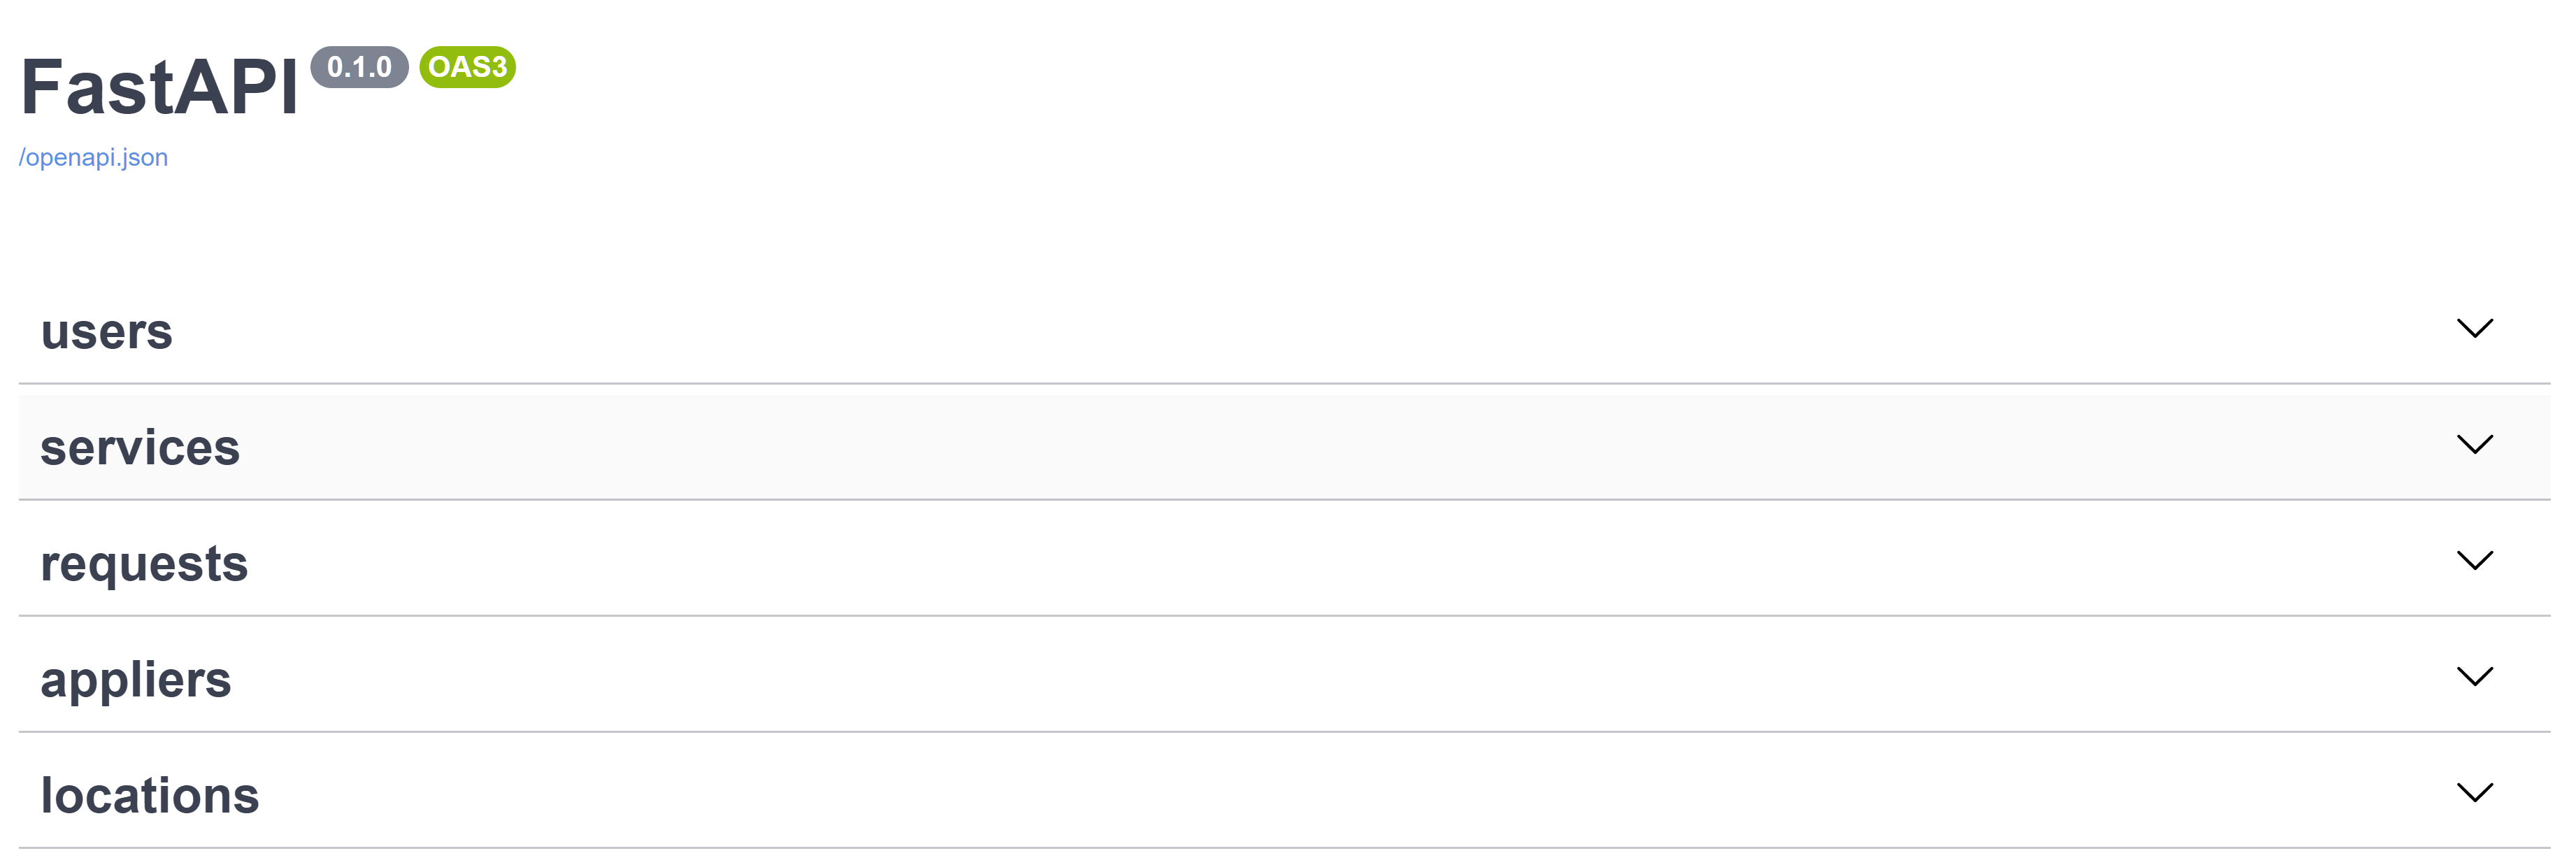 FastAPI 0.1.0 OAS3
/openapi.json
users
services
requests
appliers
locations